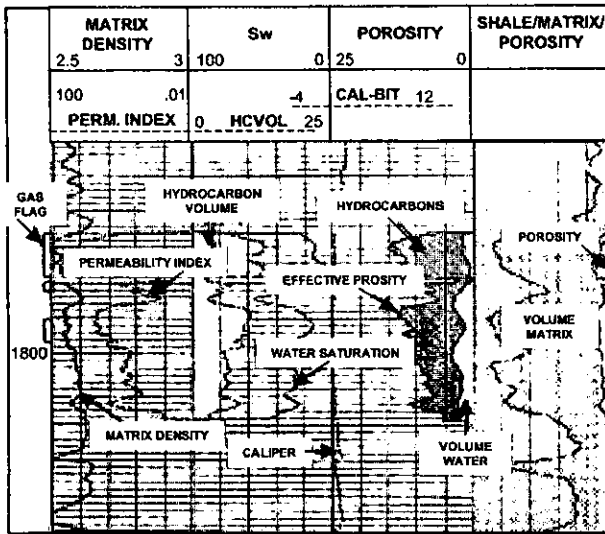 MATRIX DENSITY
2.5 3
Sw
100 0
POROSITY
25 0
SHALE/MATRIX/
POROSITY
100 .01
PERM. INDEX
0 HCVOL 25
-4 CAL-BIT 12
GAS FLAG
HYDROCARBON VOLUME
HYDROCARBONS
PERMEABILITY INDEX
EFFECTIVE PROSITY
POROSITY
VOLUME MATRIX
1800
WATER SATURATION
MATRIX DENSITY
CALIPER
VOLUME WATER